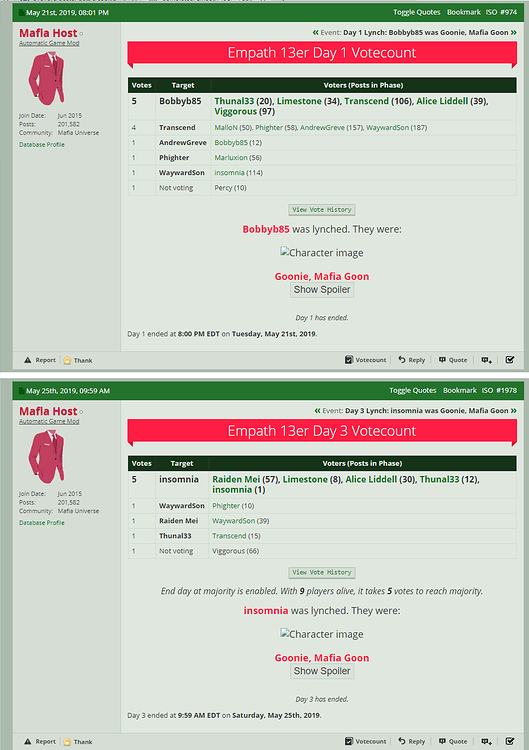 May 21st, 2019, 08:01 PM
Toggle Quotes Bookmark ISO #974
Mafia Host
Automatic Game Mod
Join Date: Jun 2015
Posts: 201,582
Community: Mafia Universe
Database Profile
« Event: Day 1 Lynch: Bobbyb85 was Goonie, Mafia Goon »
Empath 13er Day 1 Votecount
Votes Target Voters (Posts in Phase)
5 Bobbyb85 Thunal33 (20), Limestone (34), Transcend (106), Alice Liddell (39),
Viggorous (97)
4 Transcend MalloN (50), Phighter (58), AndrewGreve (157), WaywardSon (187)
1 AndrewGreve Bobbyb85 (12)
1 Phighter Marluxion (56)
1 WaywardSon insomnia (114)
1 Not voting Percy (10)
View Vote History
Bobbyb85 was lynched. They were:
Character image
Goonie, Mafia Goon
Show Spoiler
Day 1 has ended.
Day 1 ended at 8:00 PM EDT on Tuesday, May 21st, 2019.
Report Thank
Votecount Reply Quote
May 25th, 2019, 09:59 AM
Toggle Quotes Bookmark ISO #1978
Mafia Host
Automatic Game Mod
Join Date: Jun 2015
Posts: 201,582
Community: Mafia Universe
Database Profile
« Event: Day 3 Lynch: insomnia was Goonie, Mafia Goon »
Empath 13er Day 3 Votecount
Votes Target Voters (Posts in Phase)
5 insomnia Raiden Mei (57), Limestone (8), Alice Liddell (30), Thunal33 (12),
insomnia (1)
1 WaywardSon Phighter (10)
1 Raiden Mei WaywardSon (39)
1 Thunal33 Transcend (15)
1 Not voting Viggorous (66)
View Vote History
End day at majority is enabled. With 9 players alive, it takes 5 votes to reach majority.
insomnia was lynched. They were:
Character image
Goonie, Mafia Goon
Show Spoiler
Day 3 has ended.
Day 3 ended at 9:59 AM EDT on Saturday, May 25th, 2019.
Report Thank
Votecount Reply Quote